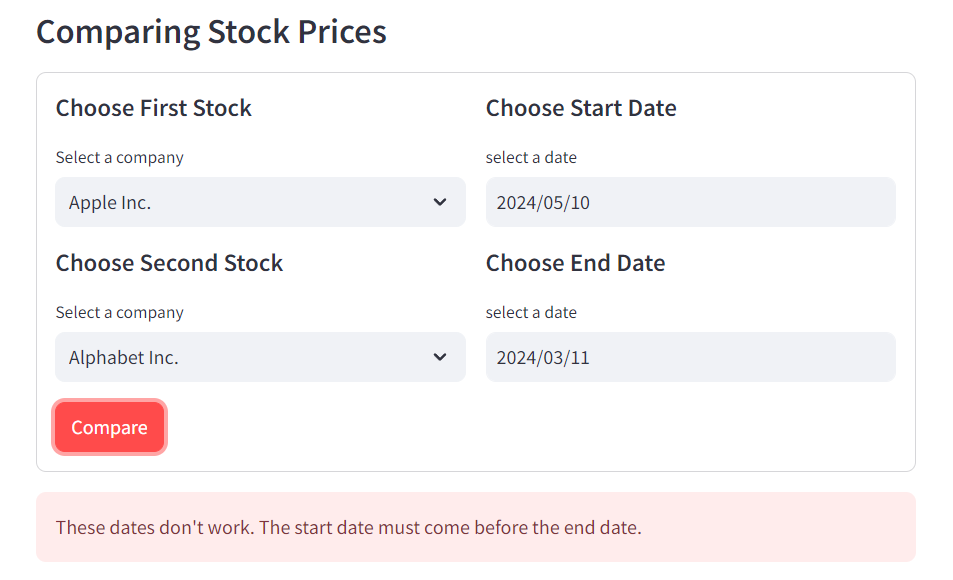 Comparing Stock Prices
Choose First Stock
Select a company
Apple Inc.
Choose Start Date
select a date
2024/05/10
Choose Second Stock
Select a company
Alphabet Inc.
Choose End Date
select a date
2024/03/11
Compare
These dates don't work. The start date must come before the end date.